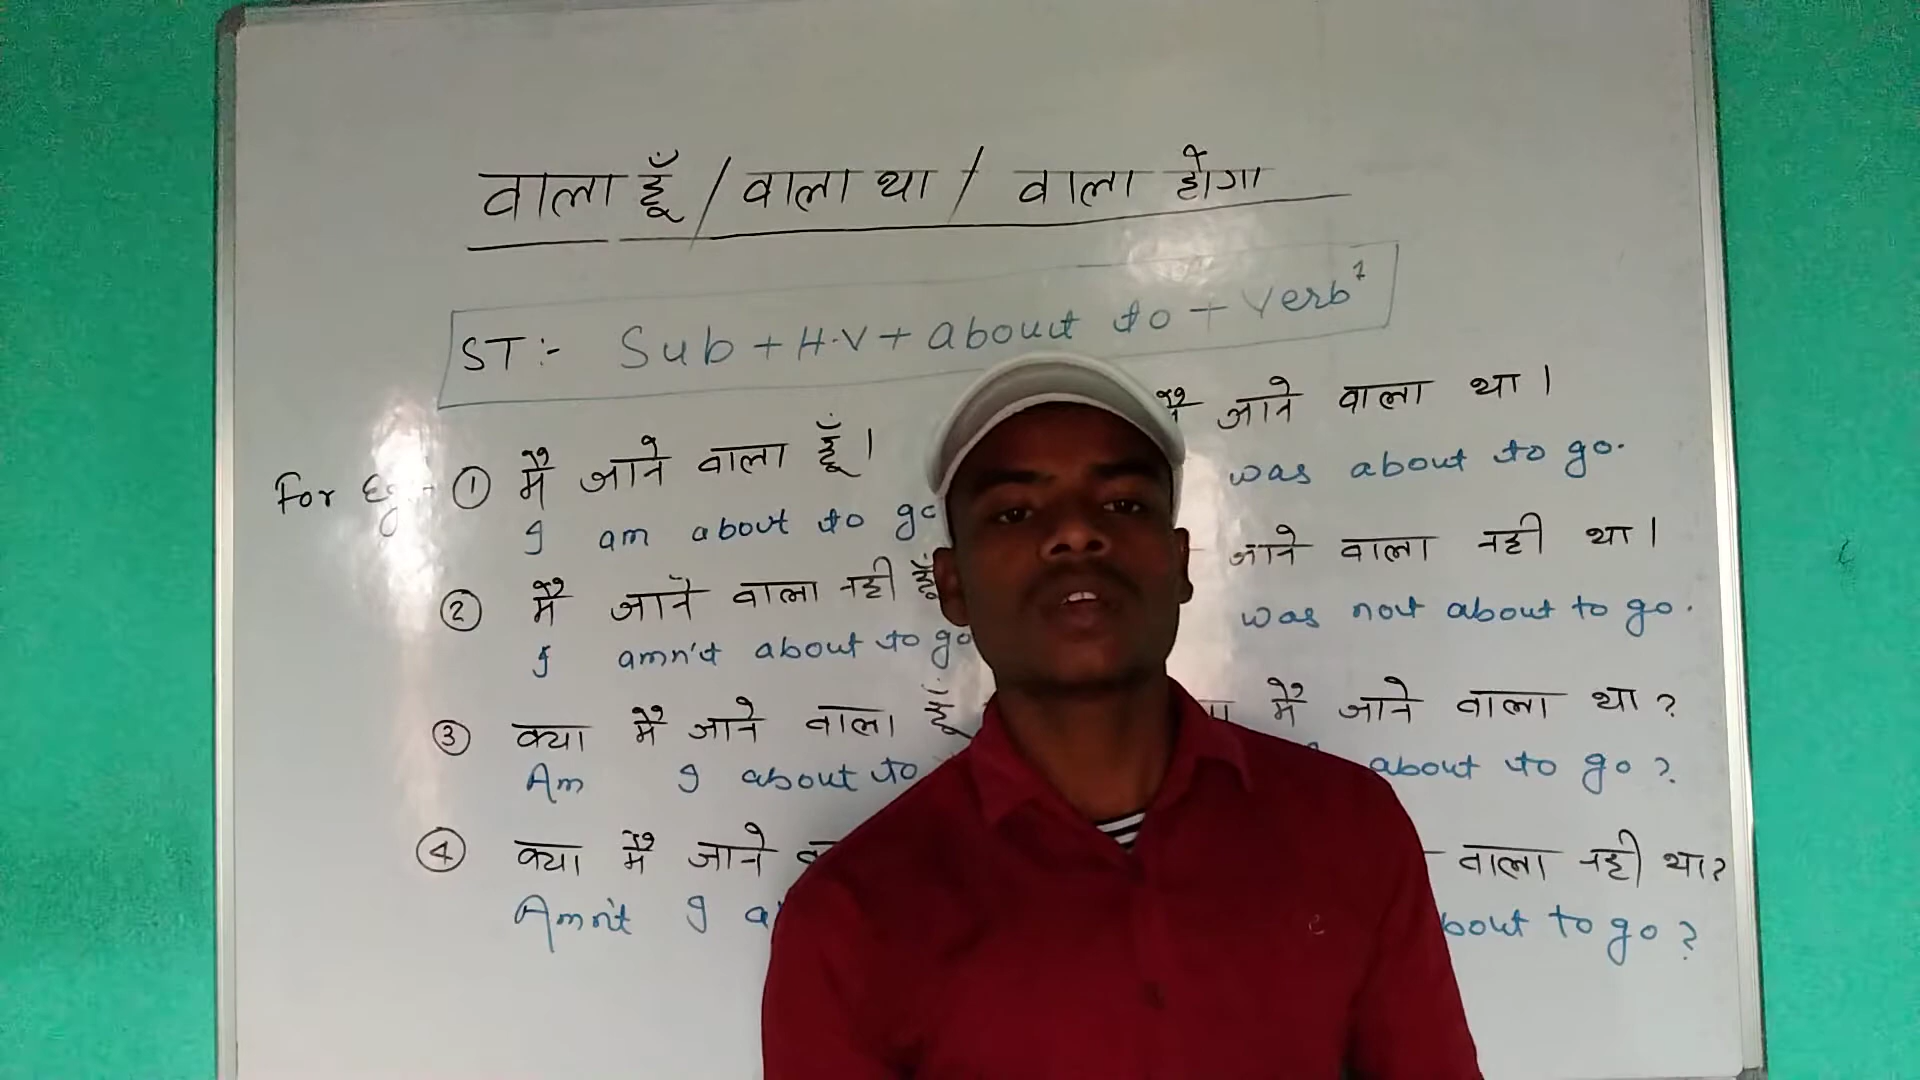 वाला हूँ / वाला था / वाला होगा
ST :- Sub + H.V + about to + Verb¹
For Eg :- ① मैं जाने वाला हूँ।
I am about to go
② मैं जाने वाला नही हूँ
I amn't about to go
③ क्या मैं जाने वाला हूँ
Am I about to
④ क्या मैं जाने
Amn't I
मैं जाने वाला था।
was about to go.
जाने वाला नही था।
was not about to go.
मैं जाने वाला था?
about to go?
वाला नही था?
to go?